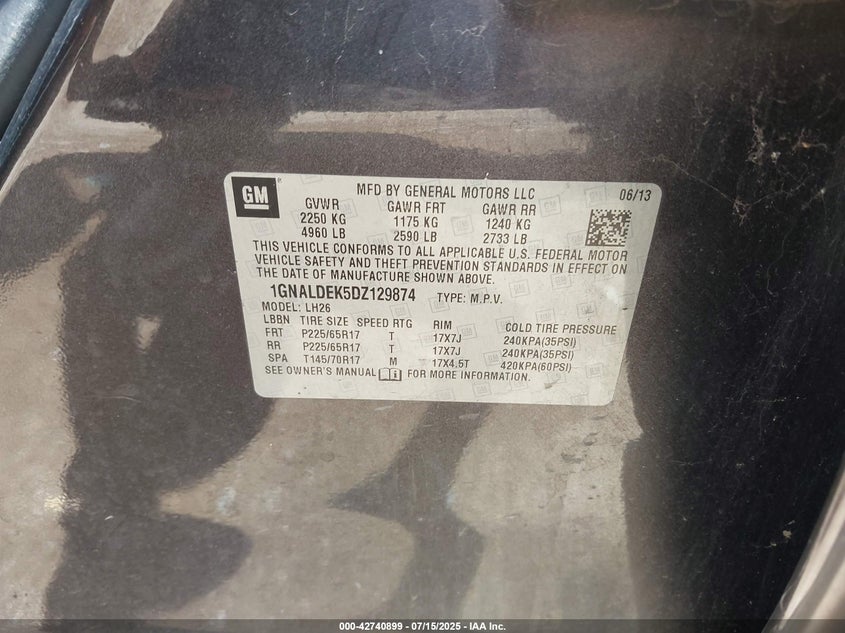 GM
MFD BY GENERAL MOTORS LLC 06/13
GVWR GAWR FRT GAWR RR
2250 KG 1175 KG 1240 KG
4960 LB 2590 LB 2733 LB
THIS VEHICLE CONFORMS TO ALL APPLICABLE U.S. FEDERAL MOTOR
VEHICLE SAFETY AND THEFT PREVENTION STANDARDS IN EFFECT ON
THE DATE OF MANUFACTURE SHOWN ABOVE.
1GNALDEK5DZ129874 TYPE: M.P.V.
MODEL: LH26
LBBN TIRE SIZE SPEED RTG RIM COLD TIRE PRESSURE
FRT P225/65R17 T 17X7J 240KPA(35PSI)
RR P225/65R17 T 17X7J 240KPA(35PSI)
SPA T145/70R17 M 17X4.5T 420KPA(60PSI)
SEE OWNER'S MANUAL FOR MORE INFORMATION.
000-42740899 — 07/15/2025 — IAA Inc.